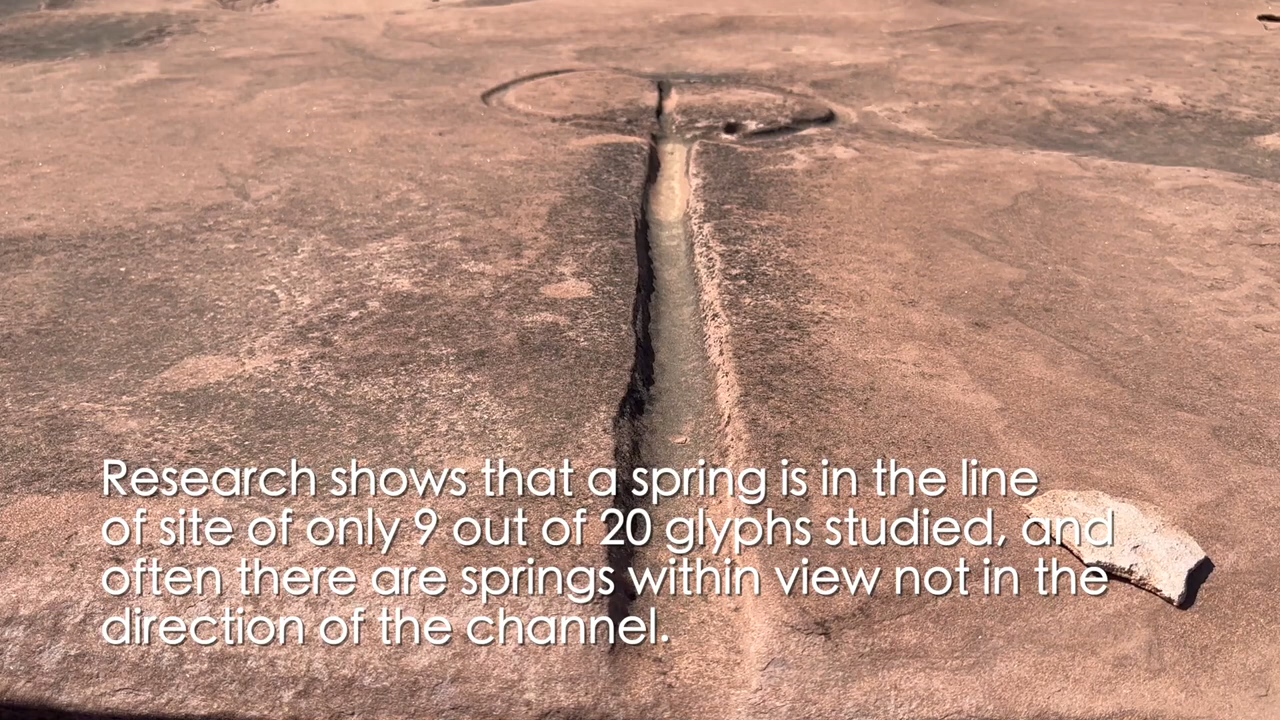 Research shows that a spring is in the line
of site of only 9 out of 20 glyphs studied, and
often there are springs within view not in the
direction of the channel.